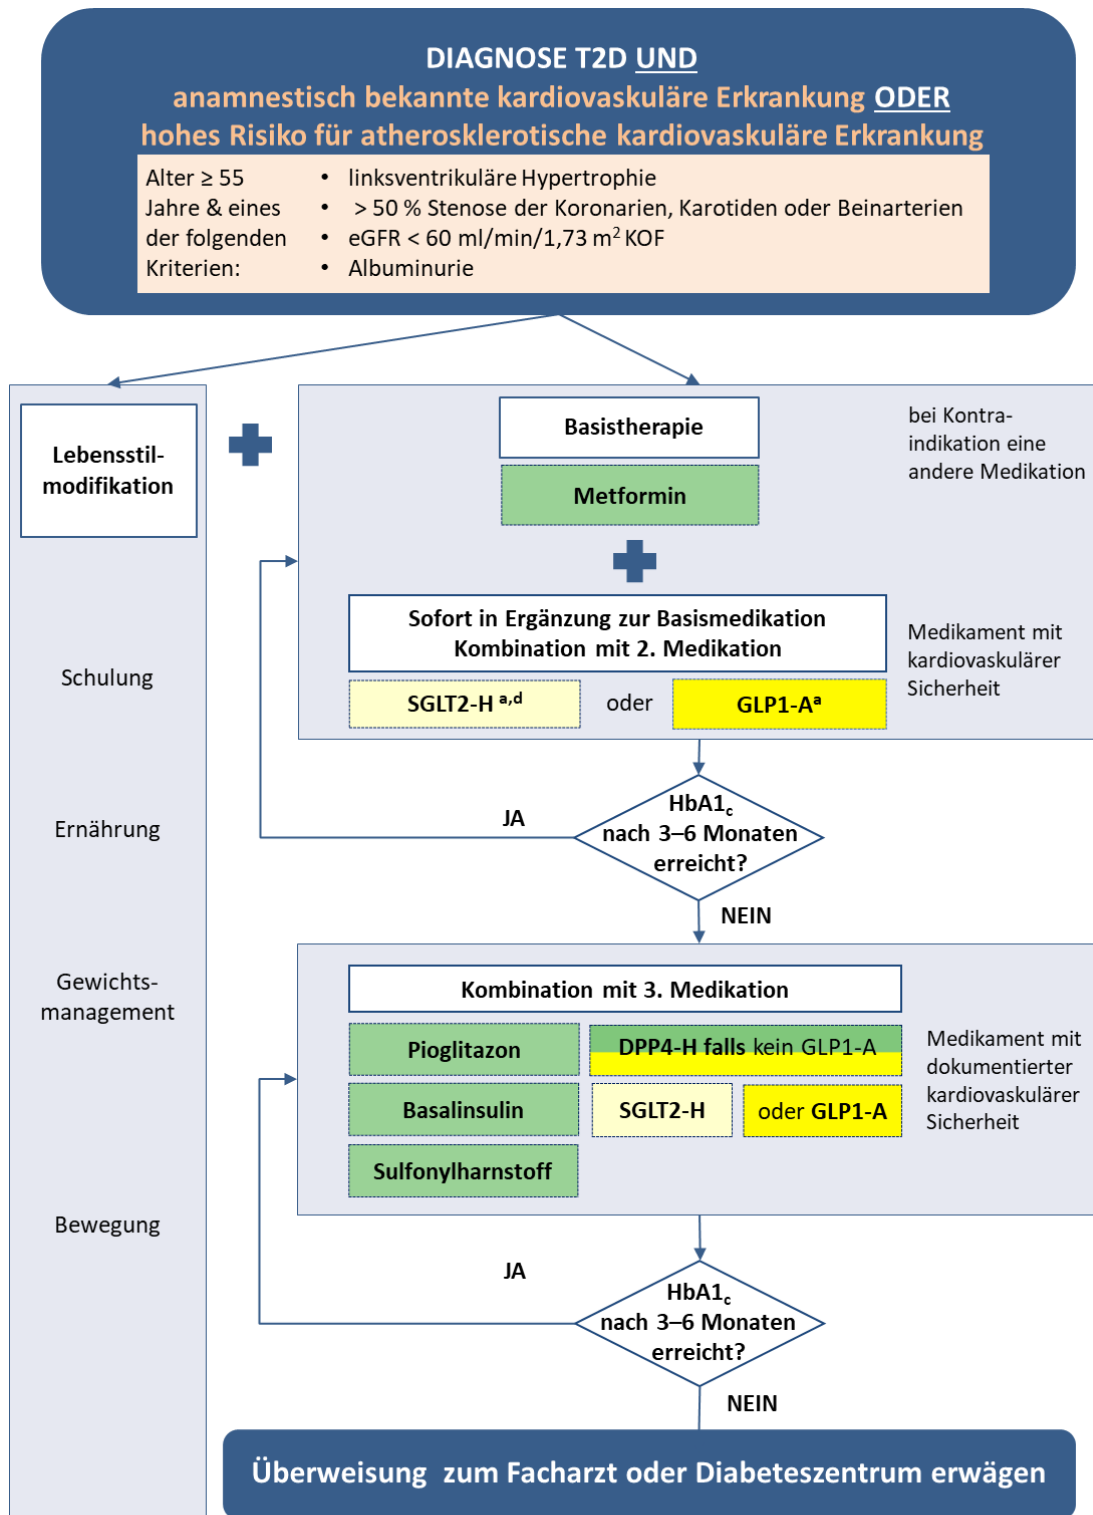 DIAGNOSE T2D UND
anamnestisch bekannte kardiovaskuläre Erkrankung ODER
hohes Risiko für atherosklerotische kardiovaskuläre Erkrankung
Alter ≥ 55
Jahre & eines
der folgenden
Kriterien:
• linksventrikuläre Hypertrophie
• > 50 % Stenose der Koronarien, Karotiden oder Beinarterien
• eGFR < 60 ml/min/1,73 m² KOF
• Albuminurie
Lebensstil-
modifikation
Schulung
Ernährung
Gewichts-
management
Bewegung
Basistherapie
Metformin
bei Kontra-
indikation eine
andere Medikation
Sofort in Ergänzung zur Basismedikation
Kombination mit 2. Medikation
SGLT2-H a,d
oder
GLP1-Aª
Medikament mit
kardiovaskulärer
Sicherheit
HbA1c
nach 3–6 Monaten
erreicht?
JA
NEIN
Kombination mit 3. Medikation
Pioglitazon
DPP4-H falls kein GLP1-A
Basalinsulin
SGLT2-H
oder GLP1-A
Sulfonylharnstoff
Medikament mit
dokumentierter
kardiovaskulärer
Sicherheit
JA
HbA1c
nach 3–6 Monaten
erreicht?
NEIN
Überweisung zum Facharzt oder Diabeteszentrum erwägen